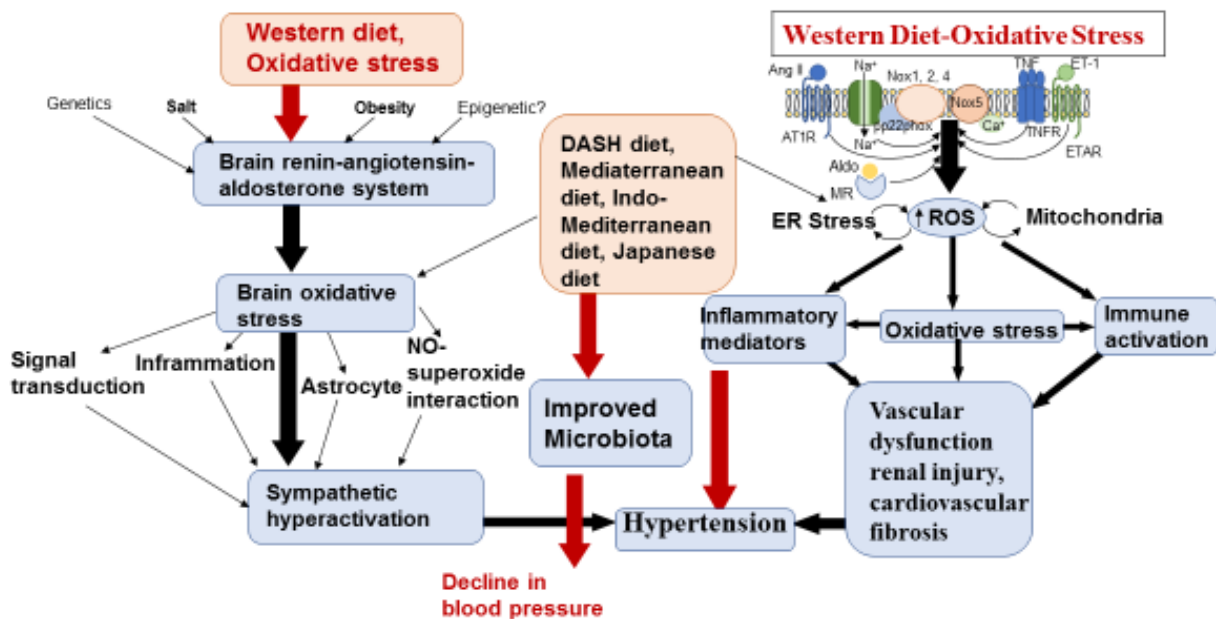 Western diet,
Oxidative stress
Genetics
Salt
Obesity
Epigenetic?
Brain renin-angiotensin-
aldosterone system
Brain oxidative
stress
Signal
transduction
Inframmation
Astrocyte
NO-
superoxide
interaction
Sympathetic
hyperactivation
DASH diet,
Mediaterranean
diet, Indo-
Mediterranean
diet, Japanese
diet
Improved
Microbiota
Decline in
blood pressure
Hypertension
Western Diet-Oxidative Stress
Ang II
Na⁺
Nox1, 2, 4
TNF
ET-1
Nox5
pp22phox
Ca⁺
AT1R
Na⁺
TNFR
ETAR
Aldo
MR
ER Stress
↑ ROS
Mitochondria
Inflammatory
mediators
Oxidative stress
Immune
activation
Vascular
dysfunction
renal injury,
cardiovascular
fibrosis